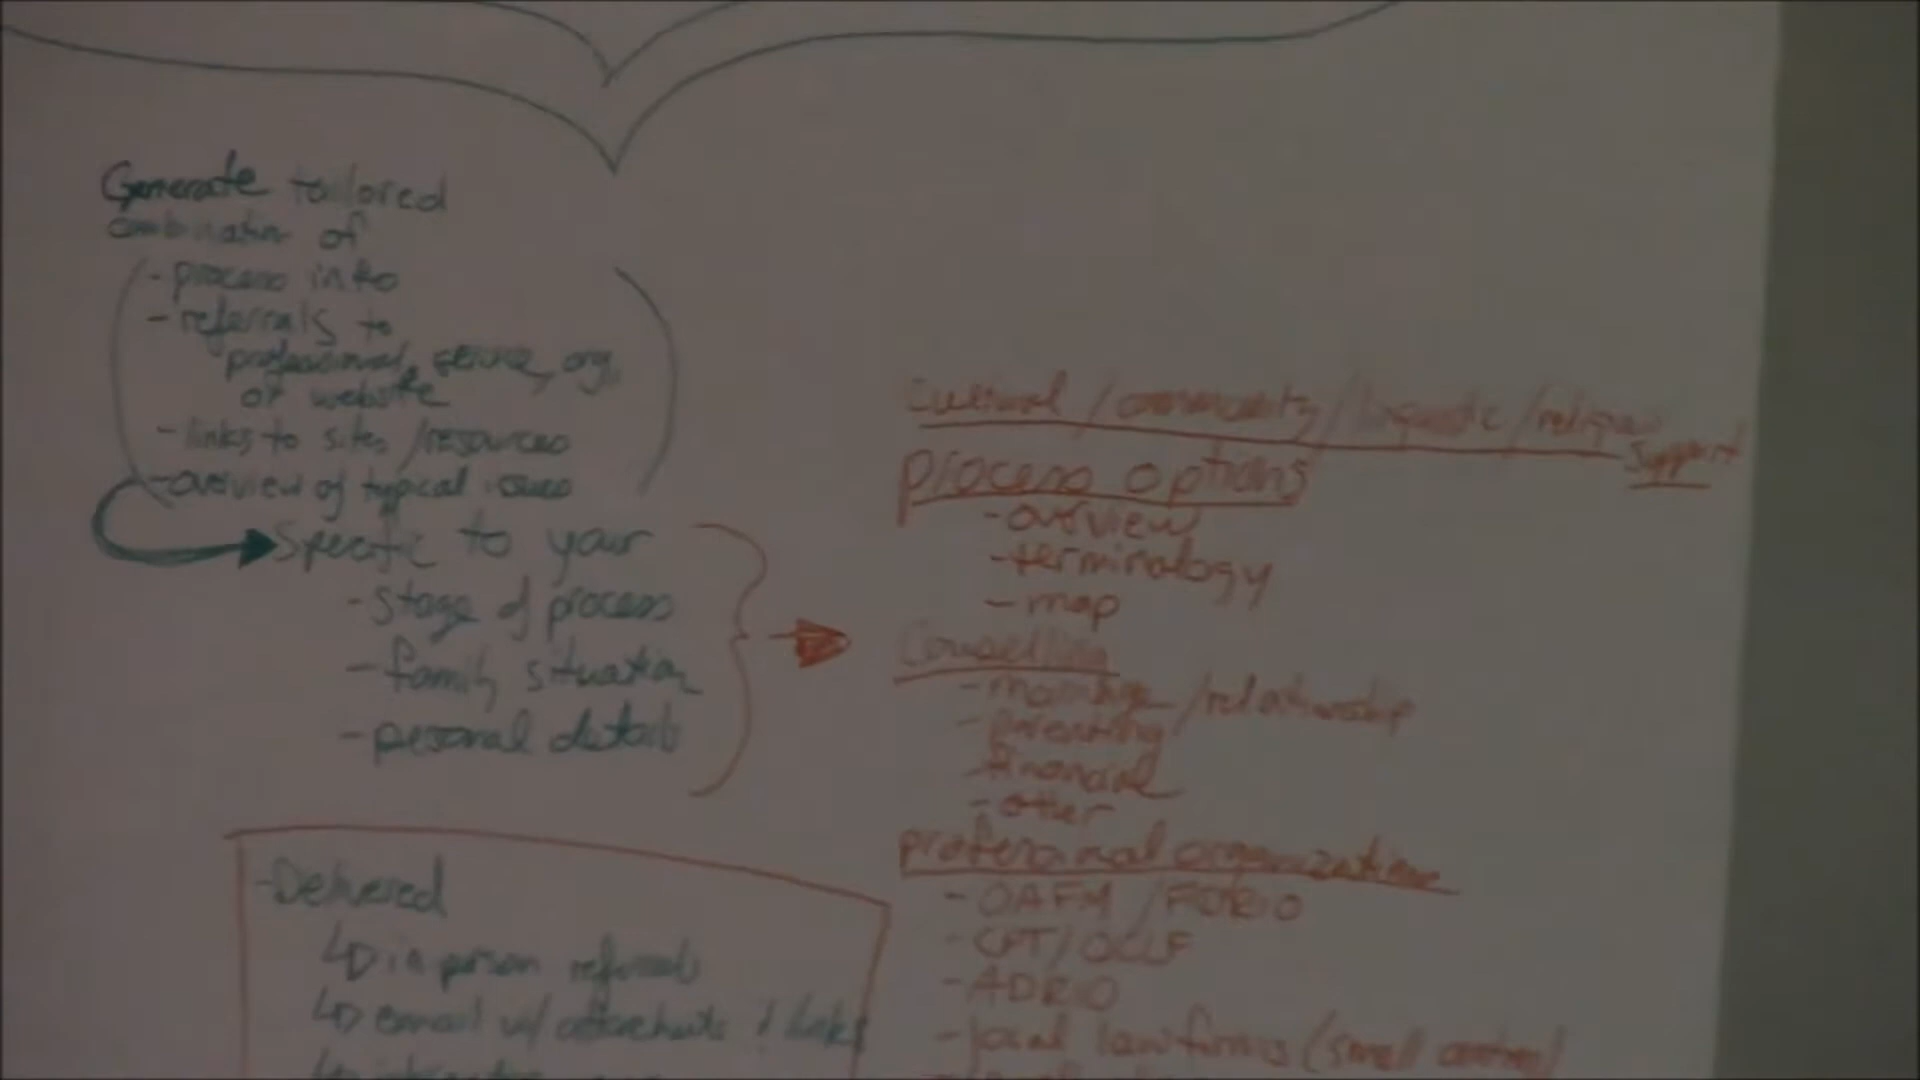 Generate tailored
combination of
- process info
- referrals to
professional, service, org,
or website
- links to sites/resources
- overview of typical issues
Specific to your
- stage of process
- family situation
- personal details
- Delivered
in person referrals
email w/ attachments & links
Cultural / community / linguistic / religious
support
process options
- overview
- terminology
- map
Counselling
- marriage/relationship
- parenting
- financial
- other
professional organizations
- OAFM /FDRIO
- CPT/OCLF
- ADRIO
- local law firms (small